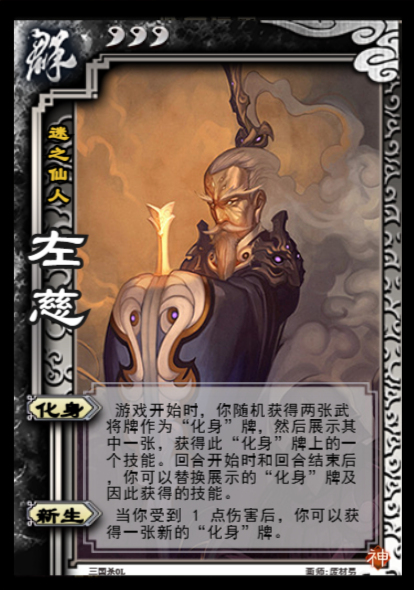 群
迷之仙人
左慈
化身
游戏开始时,你随机获得两张武
将牌作为“化身”牌,然后展示其
中一张,获得此“化身”牌上的一
个技能。回合开始时和回合结束后
,你可以替换展示的“化身”牌及
因此获得的技能。
新生
当你受到 1 点伤害后,你可以获
得一张新的“化身”牌。
神
三国杀OL
画师:废材男